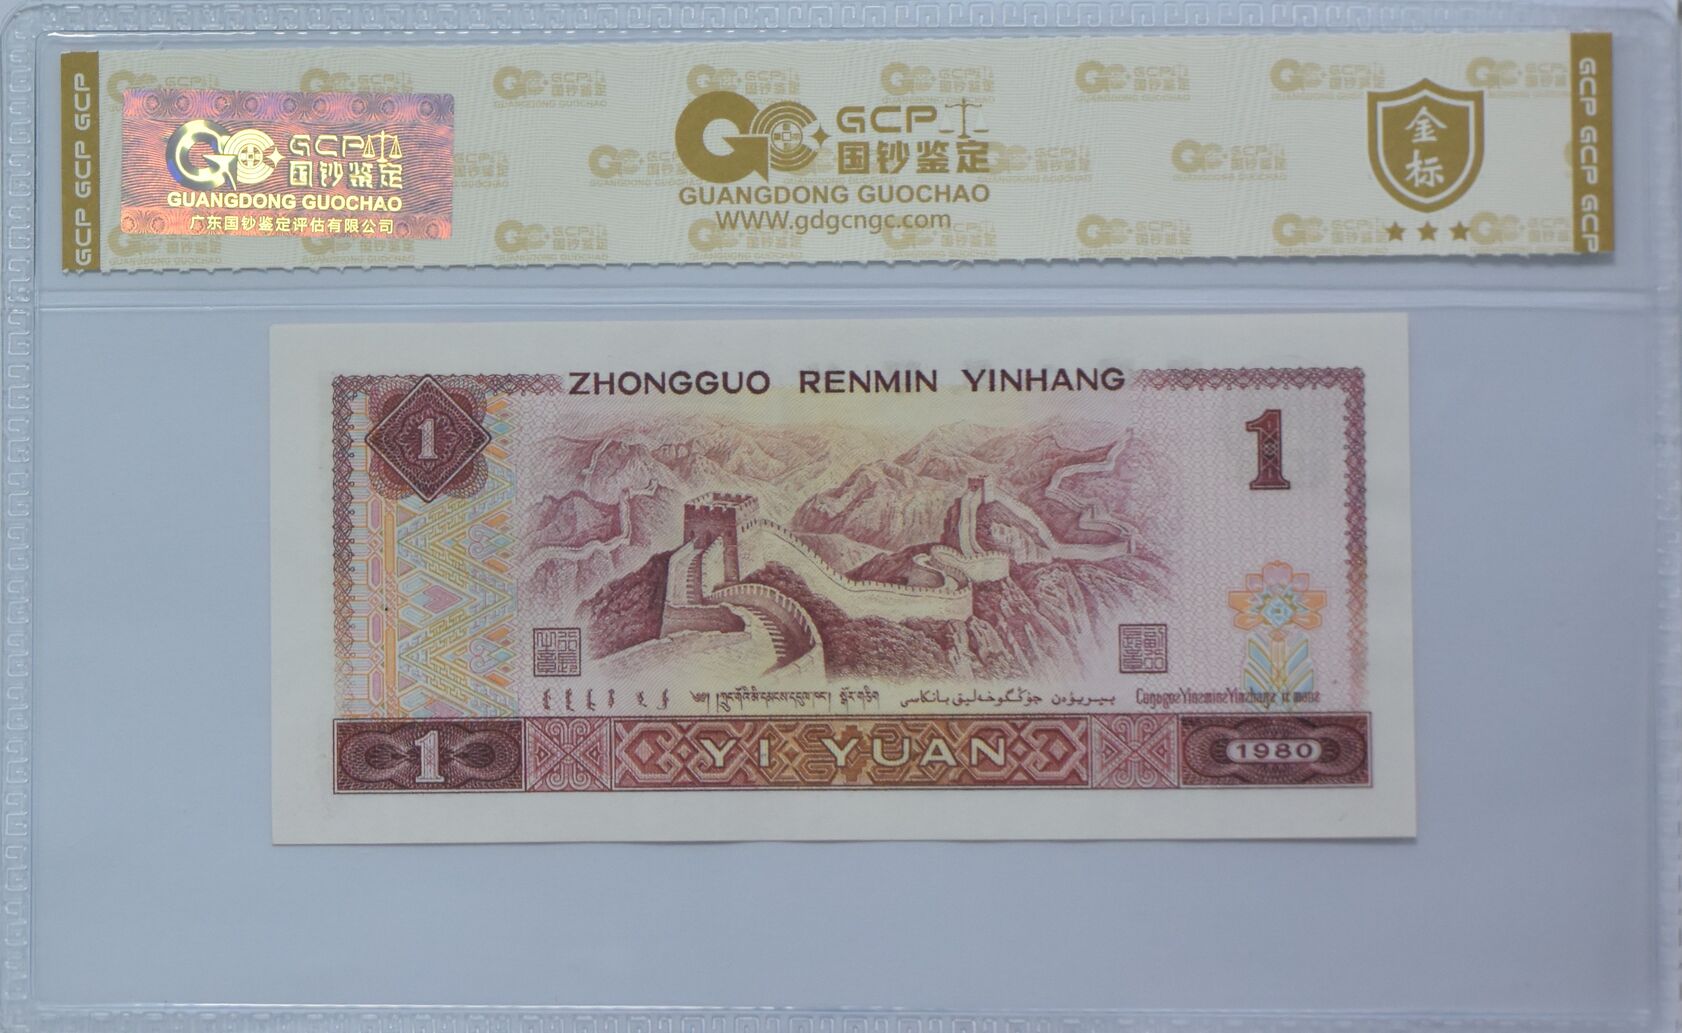 GCP GCP GCP
GCP
国钞鉴定
GUANGDONG GUOCHAO
广东国钞鉴定评估有限公司
GCP
国钞鉴定
GUANGDONG GUOCHAO
WWW.gdgcngc.com
金标
GCP GCP GCP
ZHONGGUO RENMIN YINHANG
1
1
1
YI YUAN
1980